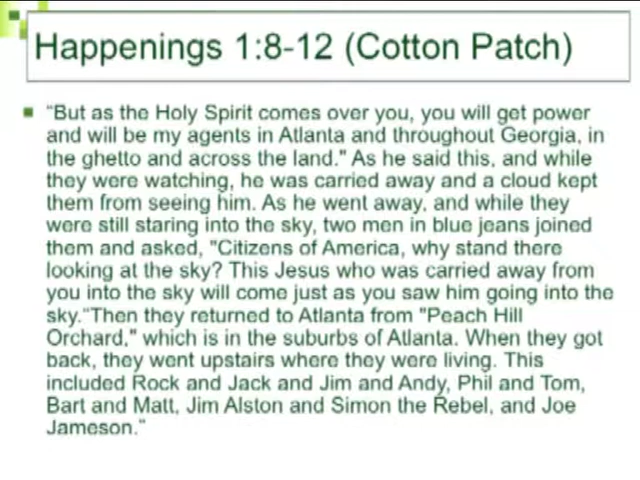 Happenings 1:8-12 (Cotton Patch)
"But as the Holy Spirit comes over you, you will get power
and will be my agents in Atlanta and throughout Georgia, in
the ghetto and across the land." As he said this, and while
they were watching, he was carried away and a cloud kept
them from seeing him. As he went away, and while they
were still staring into the sky, two men in blue jeans joined
them and asked, "Citizens of America, why stand there
looking at the sky? This Jesus who was carried away from
you into the sky will come just as you saw him going into the
sky."Then they returned to Atlanta from "Peach Hill
Orchard," which is in the suburbs of Atlanta. When they got
back, they went upstairs where they were living. This
included Rock and Jack and Jim and Andy, Phil and Tom,
Bart and Matt, Jim Alston and Simon the Rebel, and Joe
Jameson."